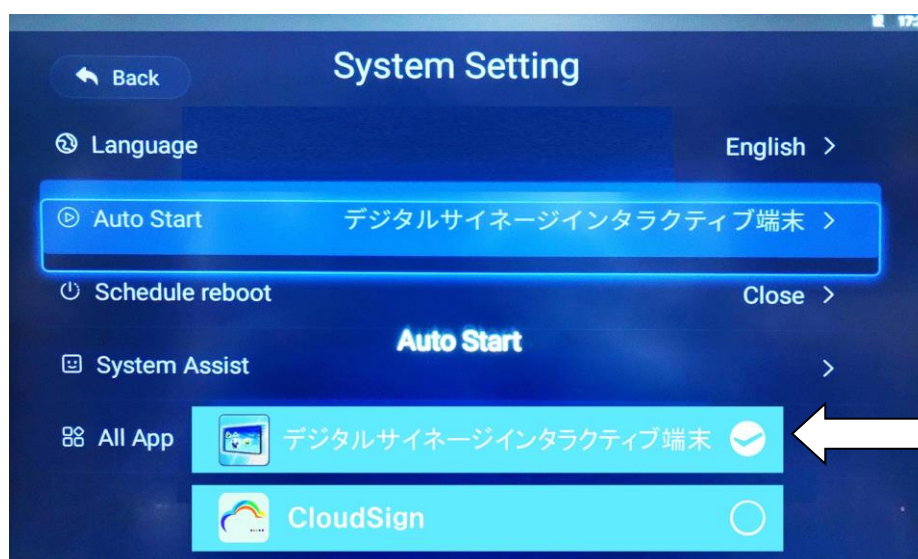 17:
Back
System Setting
Language
English
Auto Start
デジタルサイネージインタラクティブ端末
Schedule reboot
Close
Auto Start
System Assist
All App
デジタルサイネージインタラクティブ端末
CloudSign